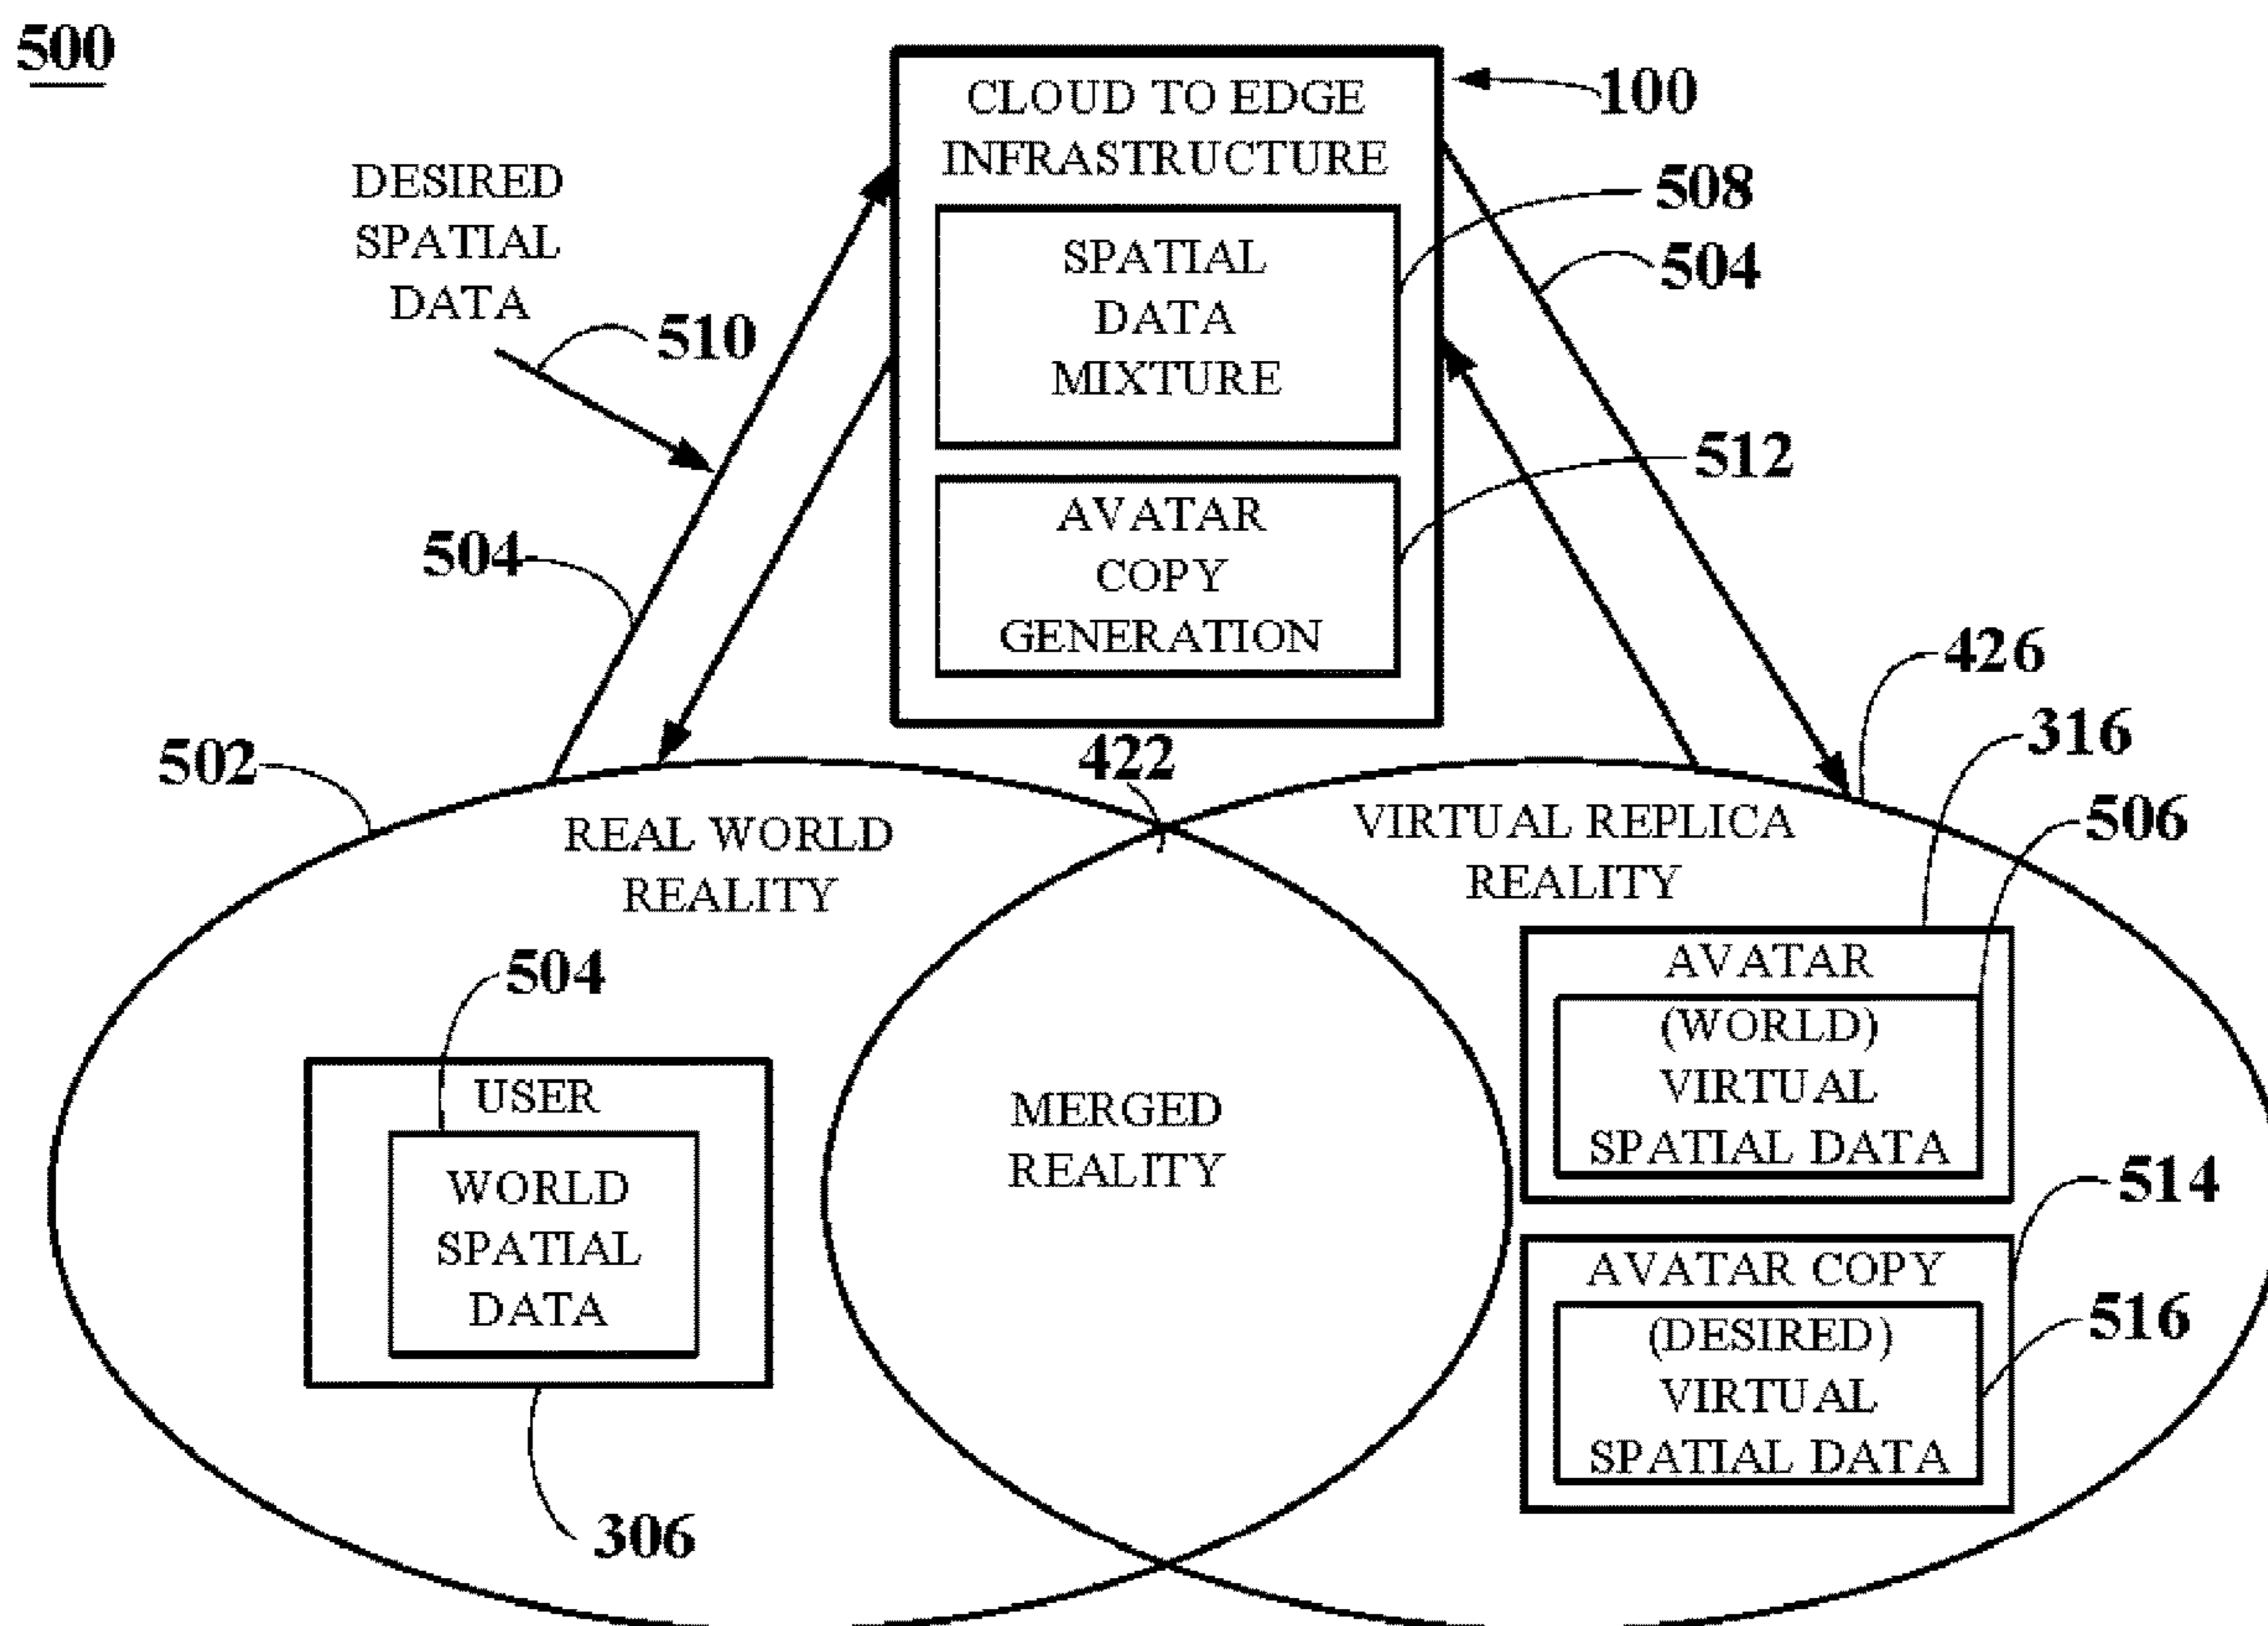 500
CLOUD TO EDGE
INFRASTRUCTURE
100
DESIRED
SPATIAL
DATA
510
SPATIAL
DATA
MIXTURE
508
504
AVATAR
COPY
GENERATION
512
504
426
316
506
502
422
REAL WORLD
REALITY
VIRTUAL REPLICA
REALITY
504
USER
WORLD
SPATIAL
DATA
306
MERGED
REALITY
AVATAR
(WORLD)
VIRTUAL
SPATIAL DATA
514
AVATAR COPY
(DESIRED)
VIRTUAL
SPATIAL DATA
516